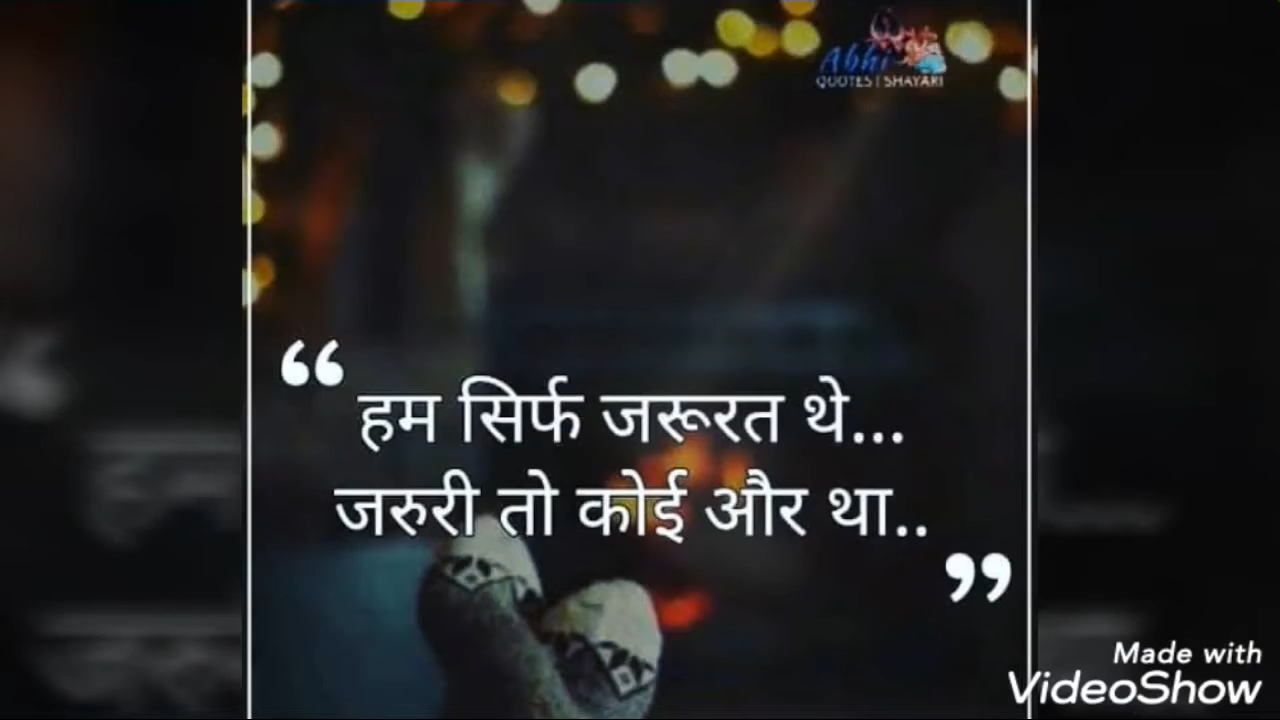 Abhi
QUOTES | SHAYARI
“हम सिर्फ जरूरत थे...
जरुरी तो कोई और था..”
Made with
VideoShow